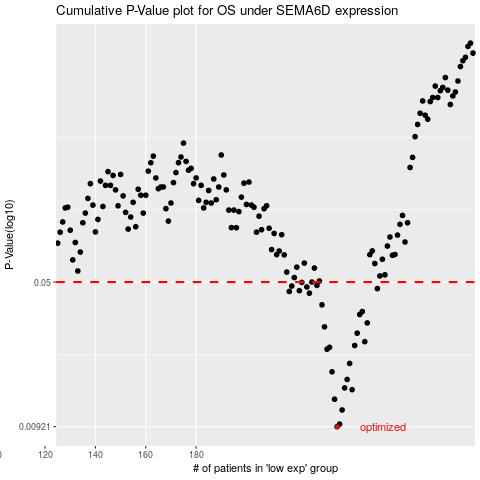 Cumulative P-Value plot for OS under SEMA6D expression
P-Value(log10)
0.05
0.00921
optimized
0 120 140 160 180
# of patients in 'low exp' group